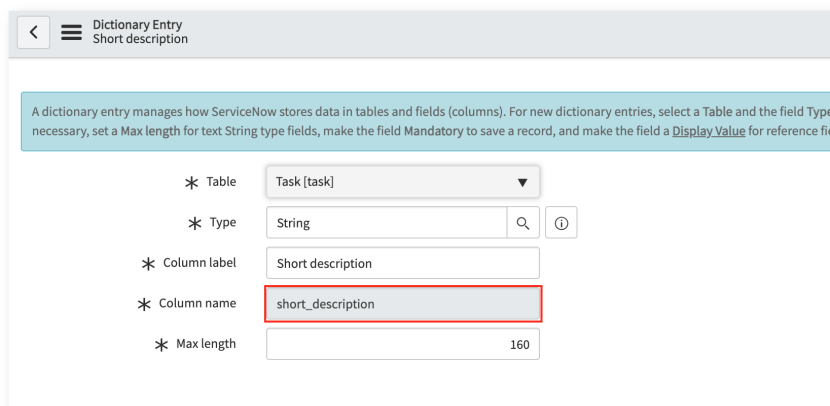 Dictionary Entry
Short description
A dictionary entry manages how ServiceNow stores data in tables and fields (columns). For new dictionary entries, select a Table and the field Type
necessary, set a Max length for text String type fields, make the field Mandatory to save a record, and make the field a Display Value for reference
Table
Task [task]
Type
String
Column label
Short description
Column name
short_description
Max length
160